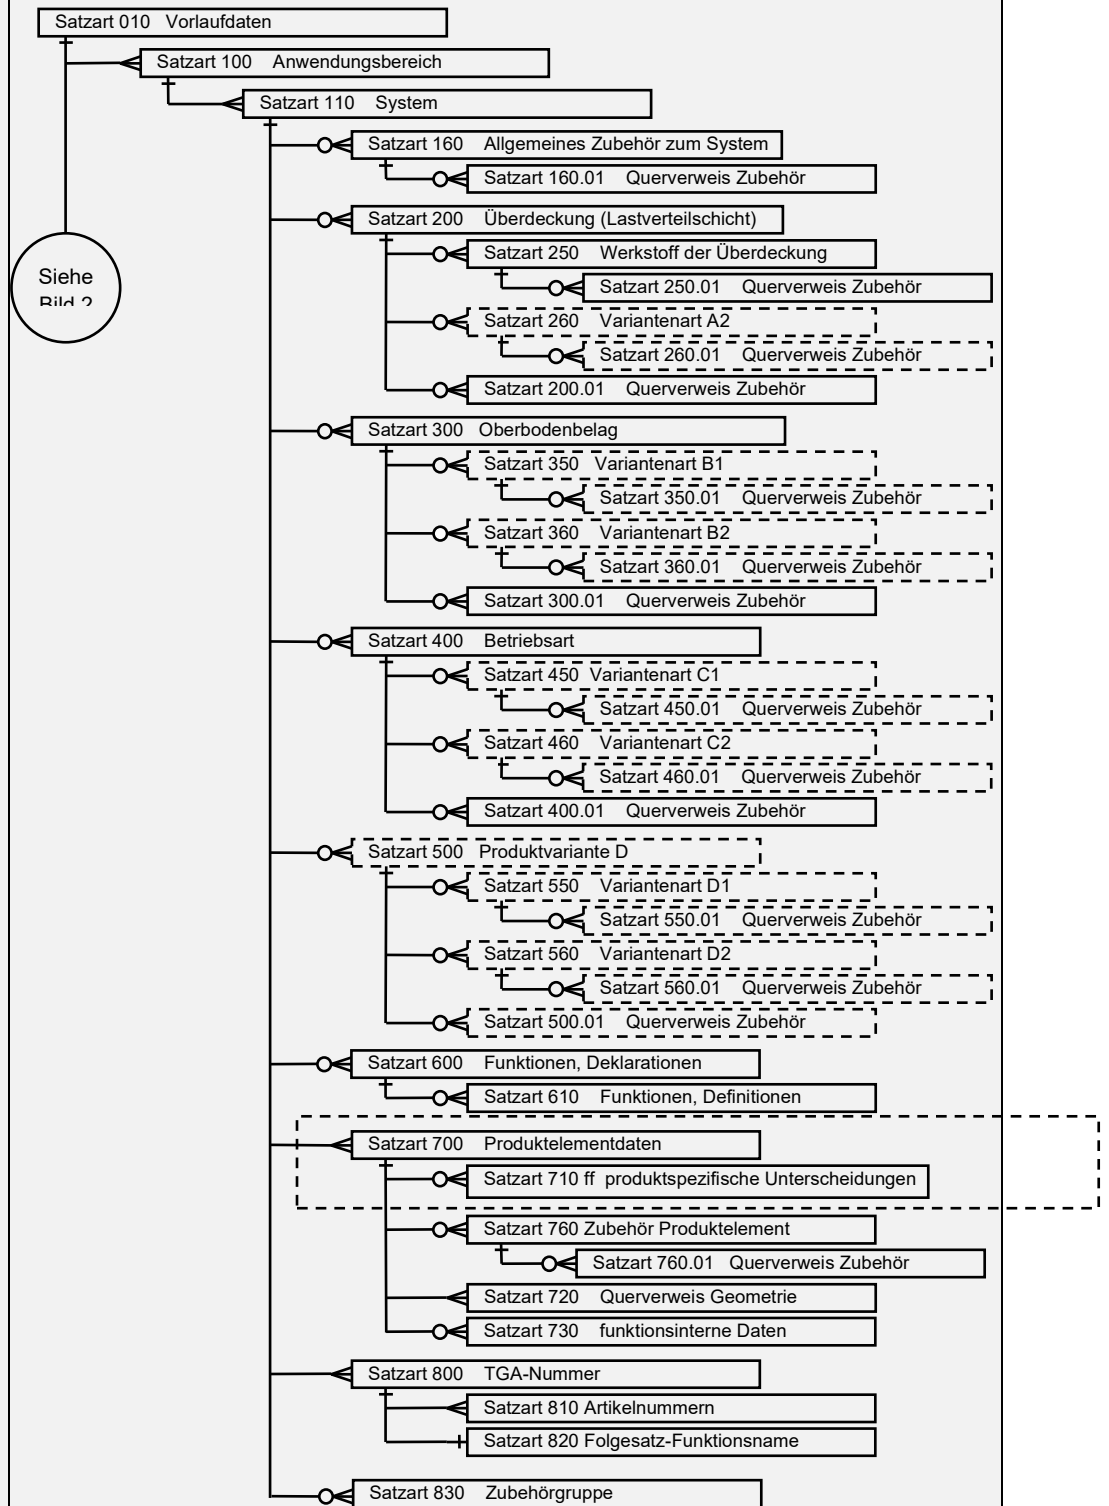 Satzart 010 Vorlaufdaten
Satzart 100 Anwendungsbereich
Satzart 110 System
Satzart 160 Allgemeines Zubehör zum System
Satzart 160.01 Querverweis Zubehör
Satzart 200 Überdeckung (Lastverteilschicht)
Satzart 250 Werkstoff der Überdeckung
Siehe
Bild 2
Satzart 250.01 Querverweis Zubehör
Satzart 260 Variantenart A2
Satzart 260.01 Querverweis Zubehör
Satzart 200.01 Querverweis Zubehör
Satzart 300 Oberbodenbelag
Satzart 350 Variantenart B1
Satzart 350.01 Querverweis Zubehör
Satzart 360 Variantenart B2
Satzart 360.01 Querverweis Zubehör
Satzart 300.01 Querverweis Zubehör
Satzart 400 Betriebsart
Satzart 450 Variantenart C1
Satzart 450.01 Querverweis Zubehör
Satzart 460 Variantenart C2
Satzart 460.01 Querverweis Zubehör
Satzart 400.01 Querverweis Zubehör
Satzart 500 Produktvariante D
Satzart 550 Variantenart D1
Satzart 550.01 Querverweis Zubehör
Satzart 560 Variantenart D2
Satzart 560.01 Querverweis Zubehör
Satzart 500.01 Querverweis Zubehör
Satzart 600 Funktionen, Deklarationen
Satzart 610 Funktionen, Definitionen
Satzart 700 Produktelementdaten
Satzart 710 ff produktspezifische Unterscheidungen
Satzart 760 Zubehör Produktelement
Satzart 760.01 Querverweis Zubehör
Satzart 720 Querverweis Geometrie
Satzart 730 funktionsinterne Daten
Satzart 800 TGA-Nummer
Satzart 810 Artikelnummern
Satzart 820 Folgesatz-Funktionsname
Satzart 830 Zubehörgruppe